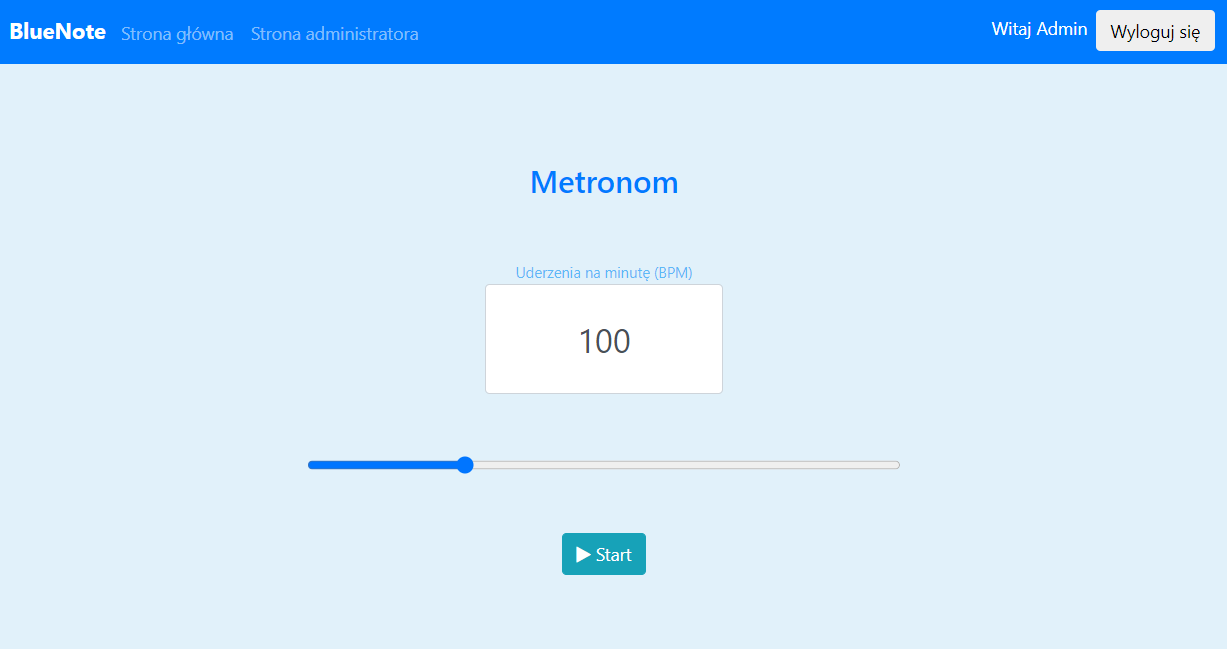 BlueNote Strona główna Strona administratora Witaj Admin Wyloguj się
Metronom
Uderzenia na minutę (BPM)
100
Start